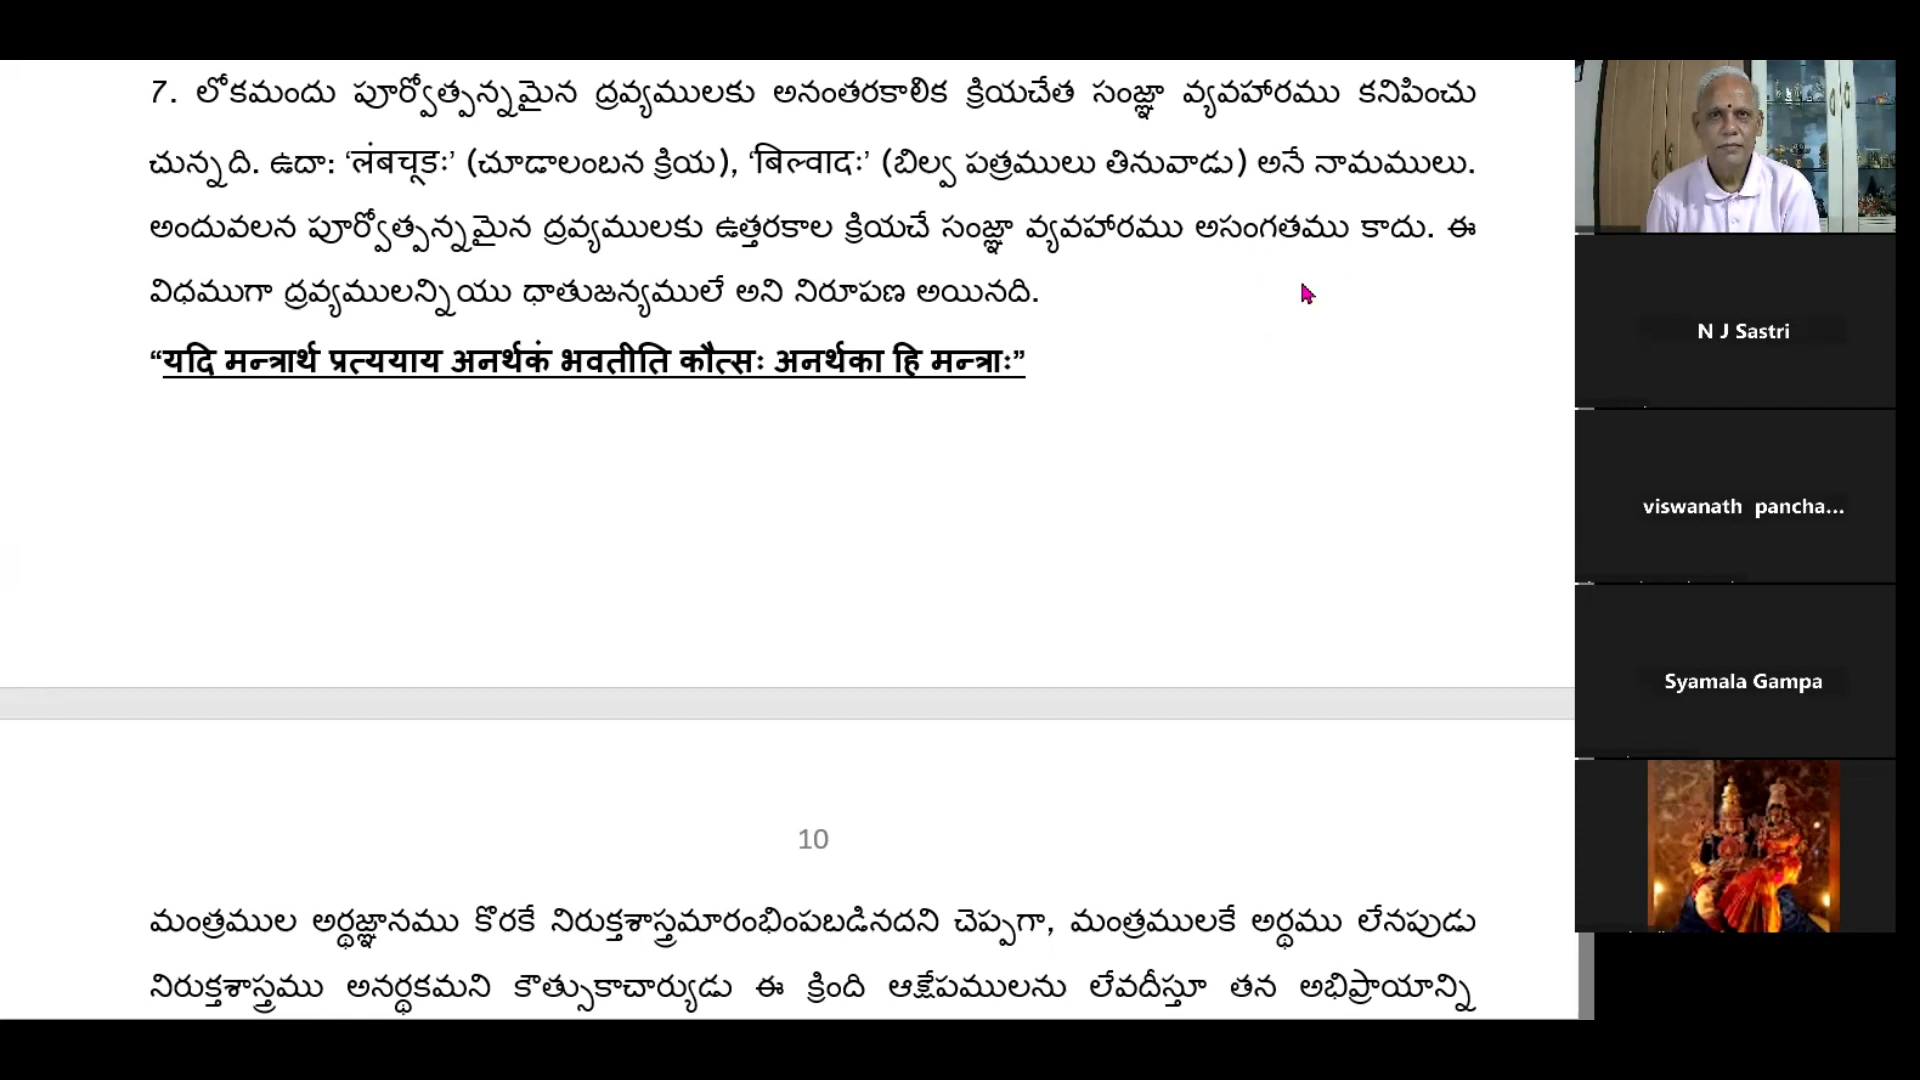 7. లోకమందు పూర్వోత్పన్నమైన ద్రవ్యములకు అనంతరకాలిక క్రియచేత సంజ్ఞా వ్యవహారము కనిపించు
చున్నది. ఉదా: ‘लंबचूडः’ (చూడాలంబన క్రియ), ‘बिल्वादः’ (బిల్వ పత్రములు తినువాడు) అనే నామములు.
అందువలన పూర్వోత్పన్నమైన ద్రవ్యములకు ఉత్తరకాల క్రియచే సంజ్ఞా వ్యవహారము అసంగతము కాదు. ఈ
విధముగా ద్రవ్యములన్నియు ధాతుజన్యములే అని నిరూపణ అయినది.
“यदि मन्त्रार्थ प्रत्ययाय अनर्थकं भवतीति कौत्सः अनर्थका हि मन्त्राः”
10
మంత్రముల అర్థజ్ఞానము కొరకే నిరుక్తశాస్త్రమారంభింపబడినదని చెప్పగా, మంత్రములకే అర్థము లేనపుడు
నిరుక్తశాస్త్రము అనర్థకమని కౌత్సుకాచార్యుడు ఈ క్రింది ఆక్షేపములను లేవదీస్తూ తన అభిప్రాయాన్ని
N J Sastri
viswanath pancha...
Syamala Gampa